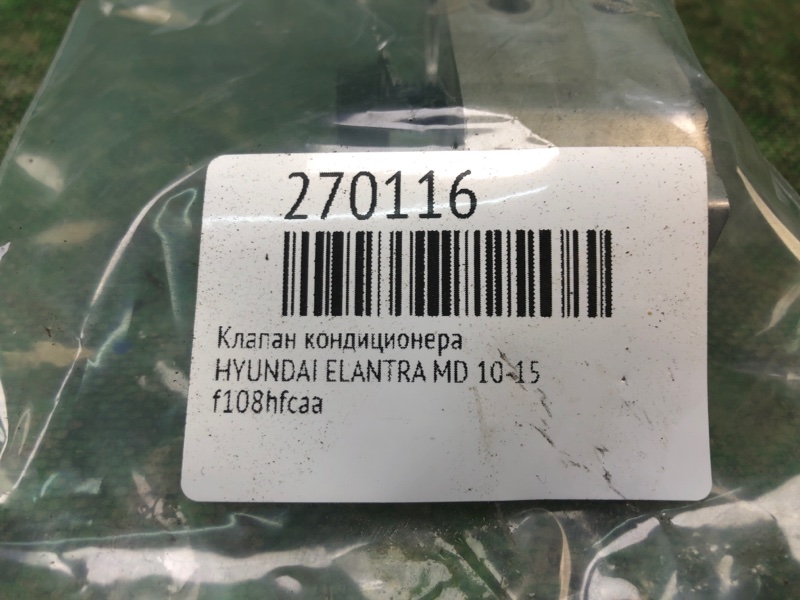 270116
Клапан кондиционера
HYUNDAI ELANTRA MD 10-15
f108hfcaa